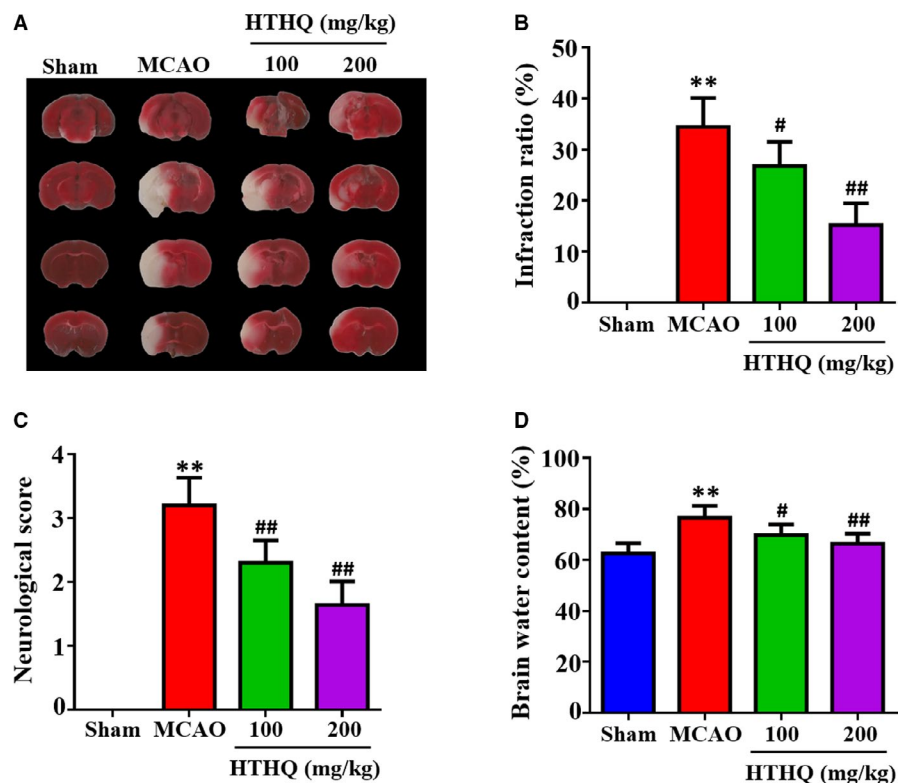 A
HTHQ (mg/kg)
Sham MCAO 100 200
B
Infraction ratio (%)
50
40
30
20
10
0
**
#
##
Sham MCAO 100 200
HTHQ (mg/kg)
C
Neurological score
4
3
2
1
0
**
##
##
Sham MCAO 100 200
HTHQ (mg/kg)
D
Brain water content (%)
100
80
60
40
20
0
**
#
##
Sham MCAO 100 200
HTHQ (mg/kg)